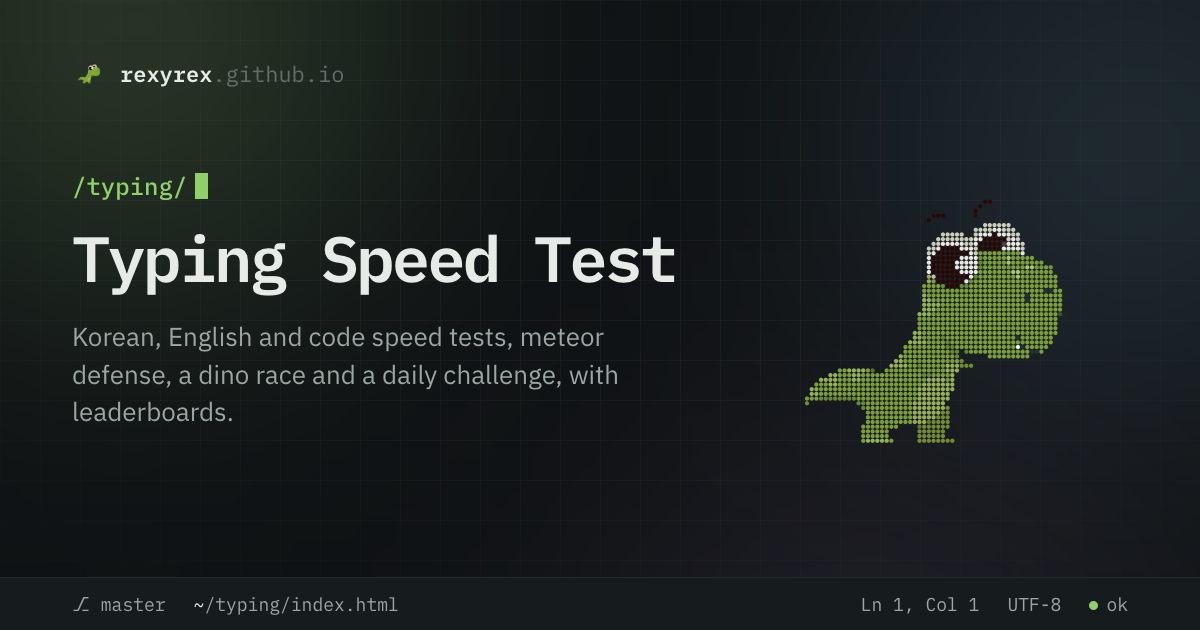 rexyrex.github.io
/typing/
Typing Speed Test
Korean, English and code speed tests, meteor
defense, a dino race and a daily challenge, with
leaderboards.
⎇ master ~/typing/index.html Ln 1, Col 1 UTF-8 ● ok